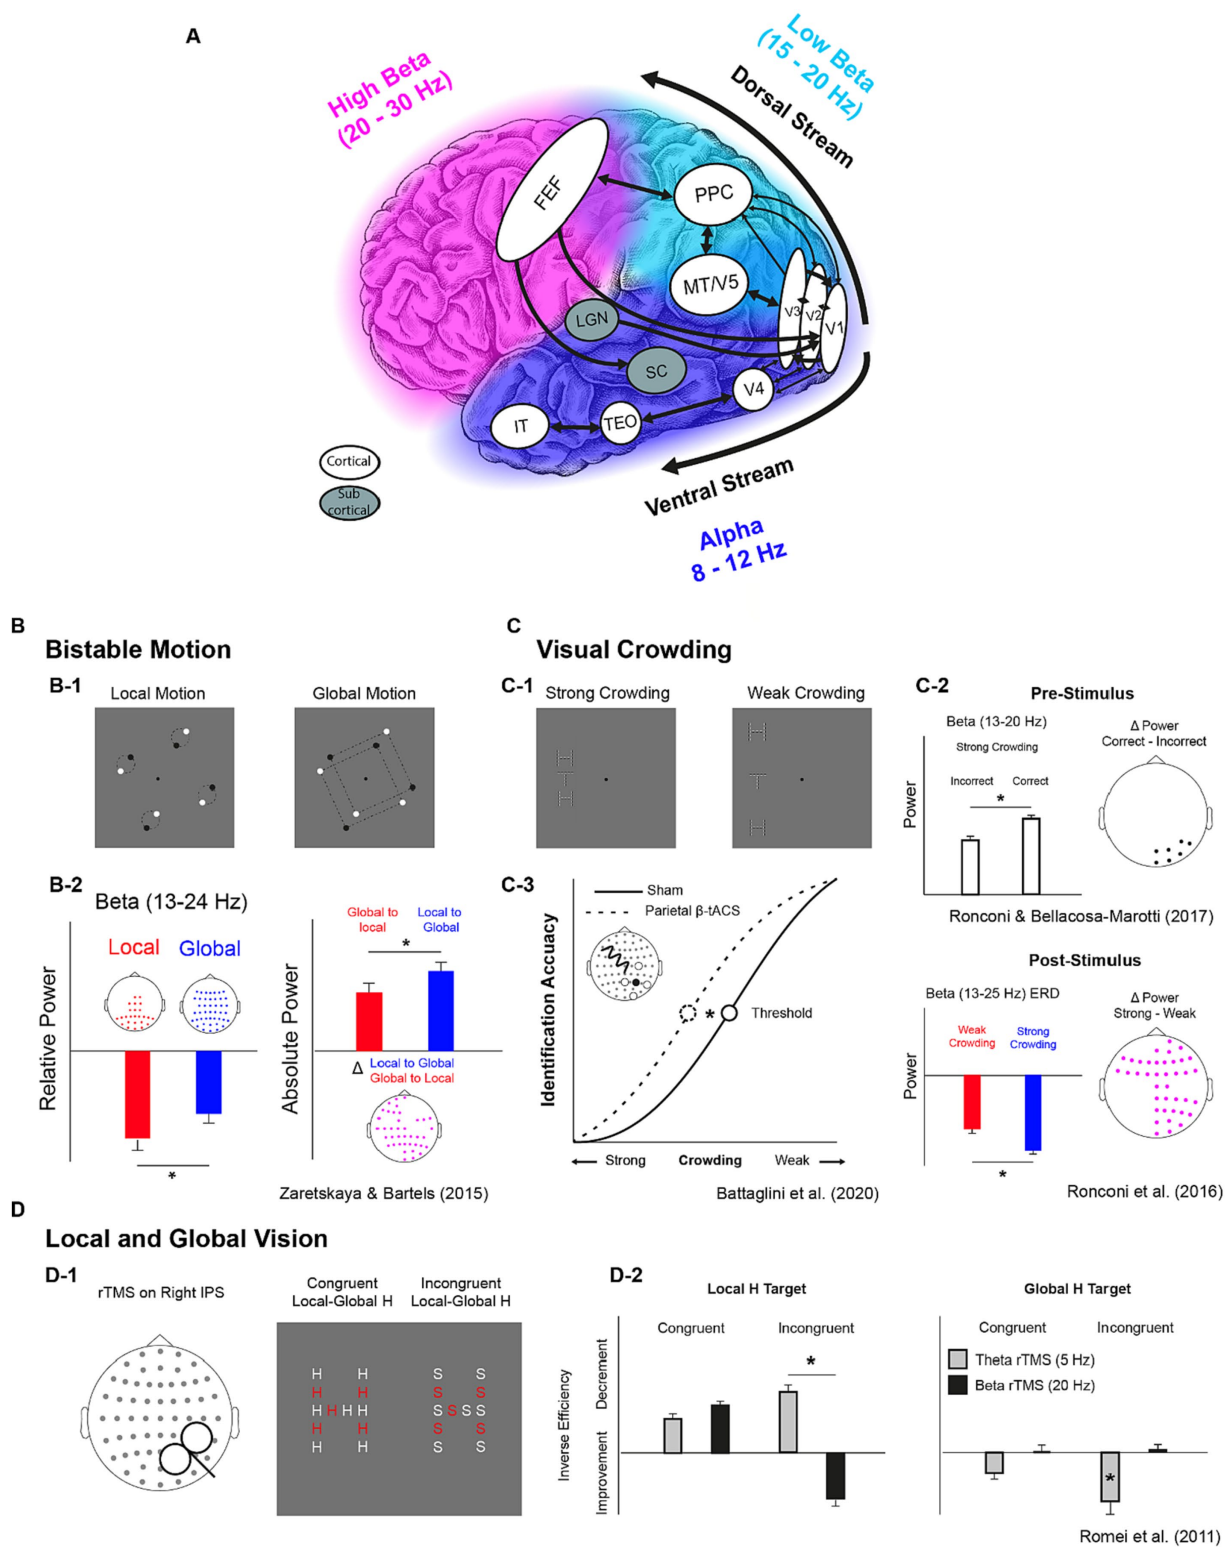 A
High Beta
(20 - 30 Hz)
Low Beta
(15 - 20 Hz)
Dorsal Stream
FEF
PPC
MT/V5
V3
V2
V1
LGN
SC
V4
IT
TEO
Cortical
Sub
cortical
Ventral Stream
Alpha
8 - 12 Hz
B
Bistable Motion
B-1
Local Motion
Global Motion
B-2
Beta (13-24 Hz)
Local
Global
Relative Power
Global to
local
Local to
Global
*
Absolute Power
Δ
Local to Global
Global to Local
*
Zaretskaya & Bartels (2015)
C
Visual Crowding
C-1
Strong Crowding
Weak Crowding
H
T
H
H
T
H
C-2
Pre-Stimulus
Beta (13-20 Hz)
Strong Crowding
Incorrect
Correct
*
Power
Δ Power
Correct - Incorrect
Ronconi & Bellacosa-Marotti (2017)
Post-Stimulus
Beta (13-25 Hz) ERD
Weak
Crowding
Strong
Crowding
Power
*
Δ Power
Strong - Weak
Ronconi et al. (2016)
C-3
Sham
Parietal β-tACS
Identification Accuacy
*
Threshold
Strong
Crowding
Weak
Battaglini et al. (2020)
D
Local and Global Vision
D-1
rTMS on Right IPS
Congruent
Local-Global H
Incongruent
Local-Global H
H H
H H
H H H H
H H
H H
S S
S S
S S S S
S S
S S
D-2
Local H Target
Congruent
Incongruent
*
Inverse Efficiency
Decrement
Improvement
Global H Target
Congruent
Incongruent
Theta rTMS (5 Hz)
Beta rTMS (20 Hz)
*
Romei et al. (2011)